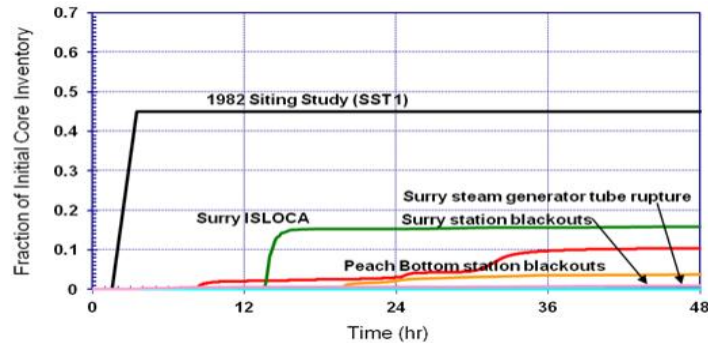 0.7
0.6
0.5
0.4
0.3
0.2
0.1
0
Fraction of Initial Core Inventory
1982 Siting Study (SST1)
Surry steam generator tube rupture
Surry ISLOCA
Surry station blackouts
Peach Bottom station blackouts
0 12 24 36 48
Time (hr)